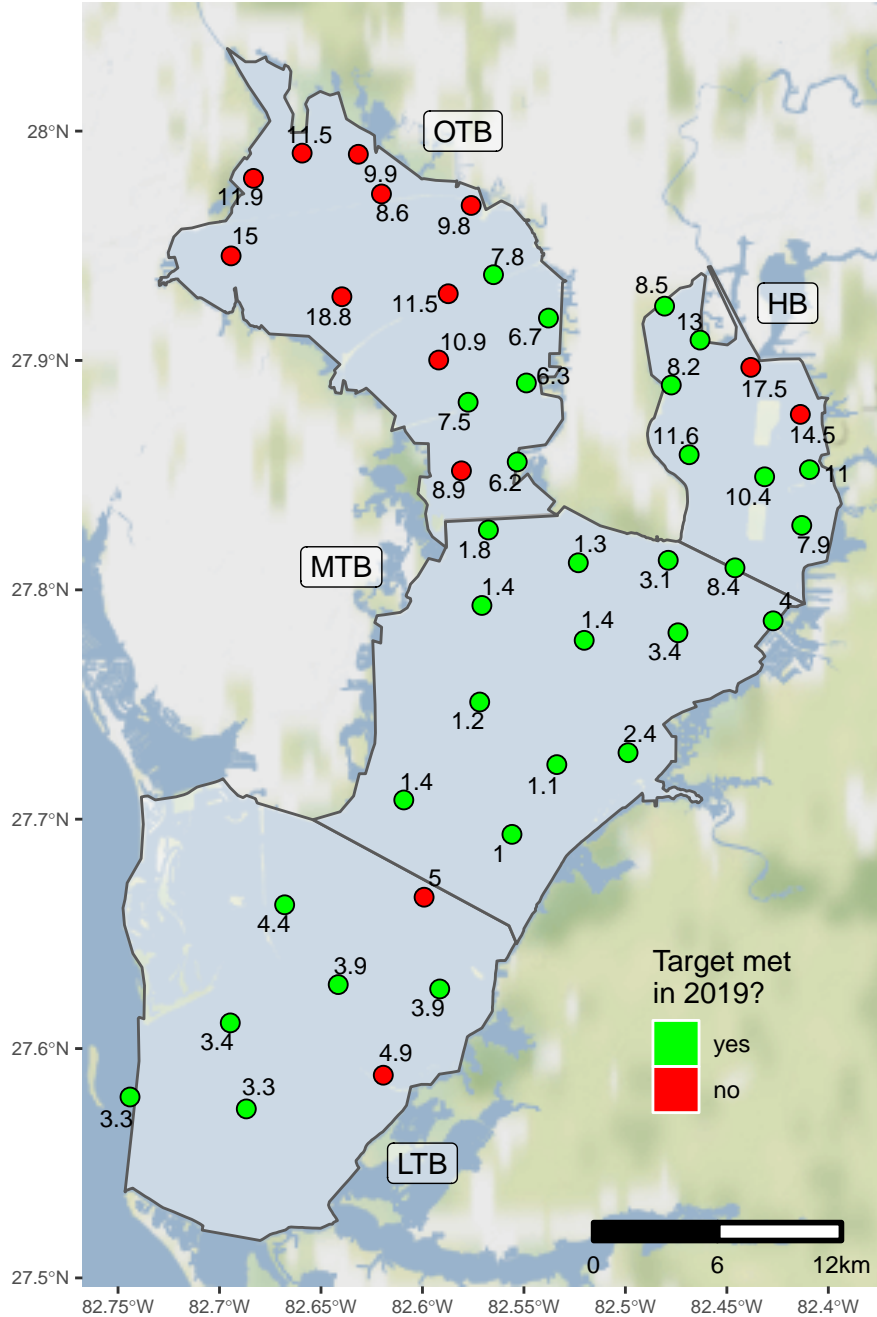 28°N
27.9°N
27.8°N
27.7°N
27.6°N
27.5°N
OTB
11.5
9.9
11.9
8.6
9.8
15
7.8
18.8
11.5
6.7
10.9
6.3
7.5
8.9
6.2
HB
8.5
13
8.2
17.5
14.5
11.6
11
10.4
7.9
MTB
1.8
1.3
3.1
8.4
4
1.4
1.4
3.4
1.2
2.4
1.1
1.4
1
5
4.4
3.9
3.9
3.4
4.9
3.3
3.3
LTB
Target met
in 2019?
yes
no
0 6 12km
82.75°W 82.7°W 82.65°W 82.6°W 82.55°W 82.5°W 82.45°W 82.4°W